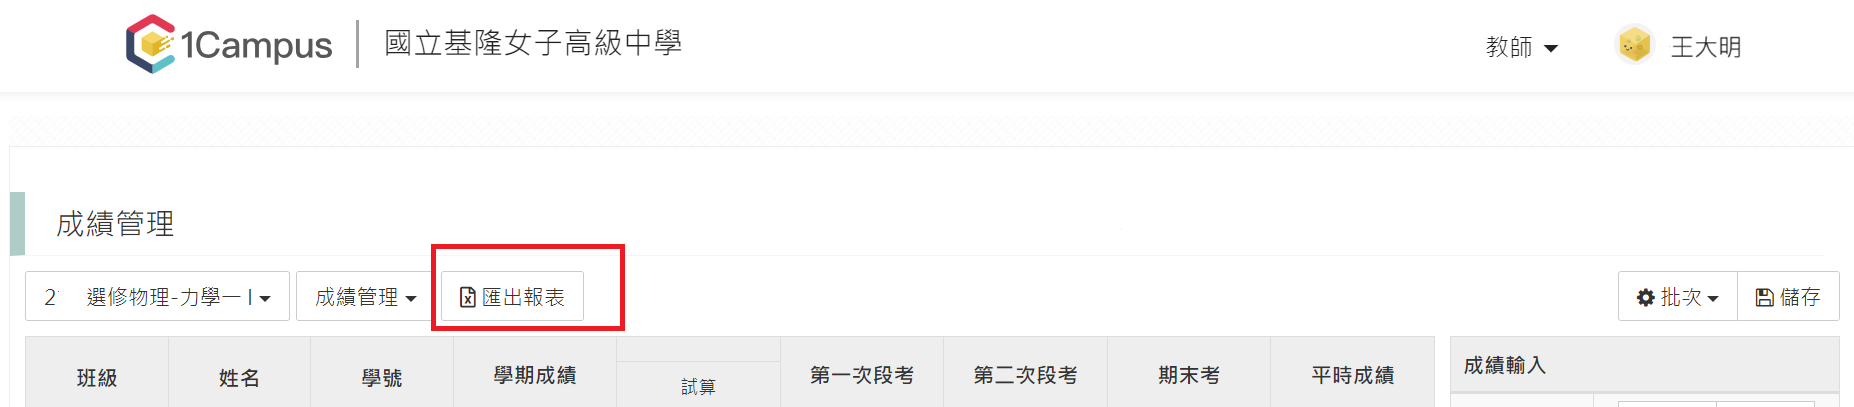 1Campus 國立基隆女子高級中學
教師 王大明
成績管理
2 選修物理-力學一 I 成績管理 匯出報表 批次 儲存
班級 姓名 學號 學期成績 試算 第一次段考 第二次段考 期末考 平時成績 成績輸入